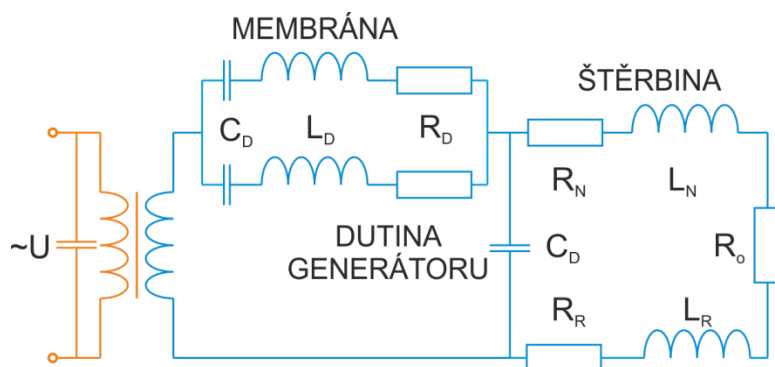 MEMBRÁNA
ŠTĚRBINA
C_D L_D R_D
R_N L_N
~U
DUTINA
GENERÁTORU
C_D
R_o
R_R L_R